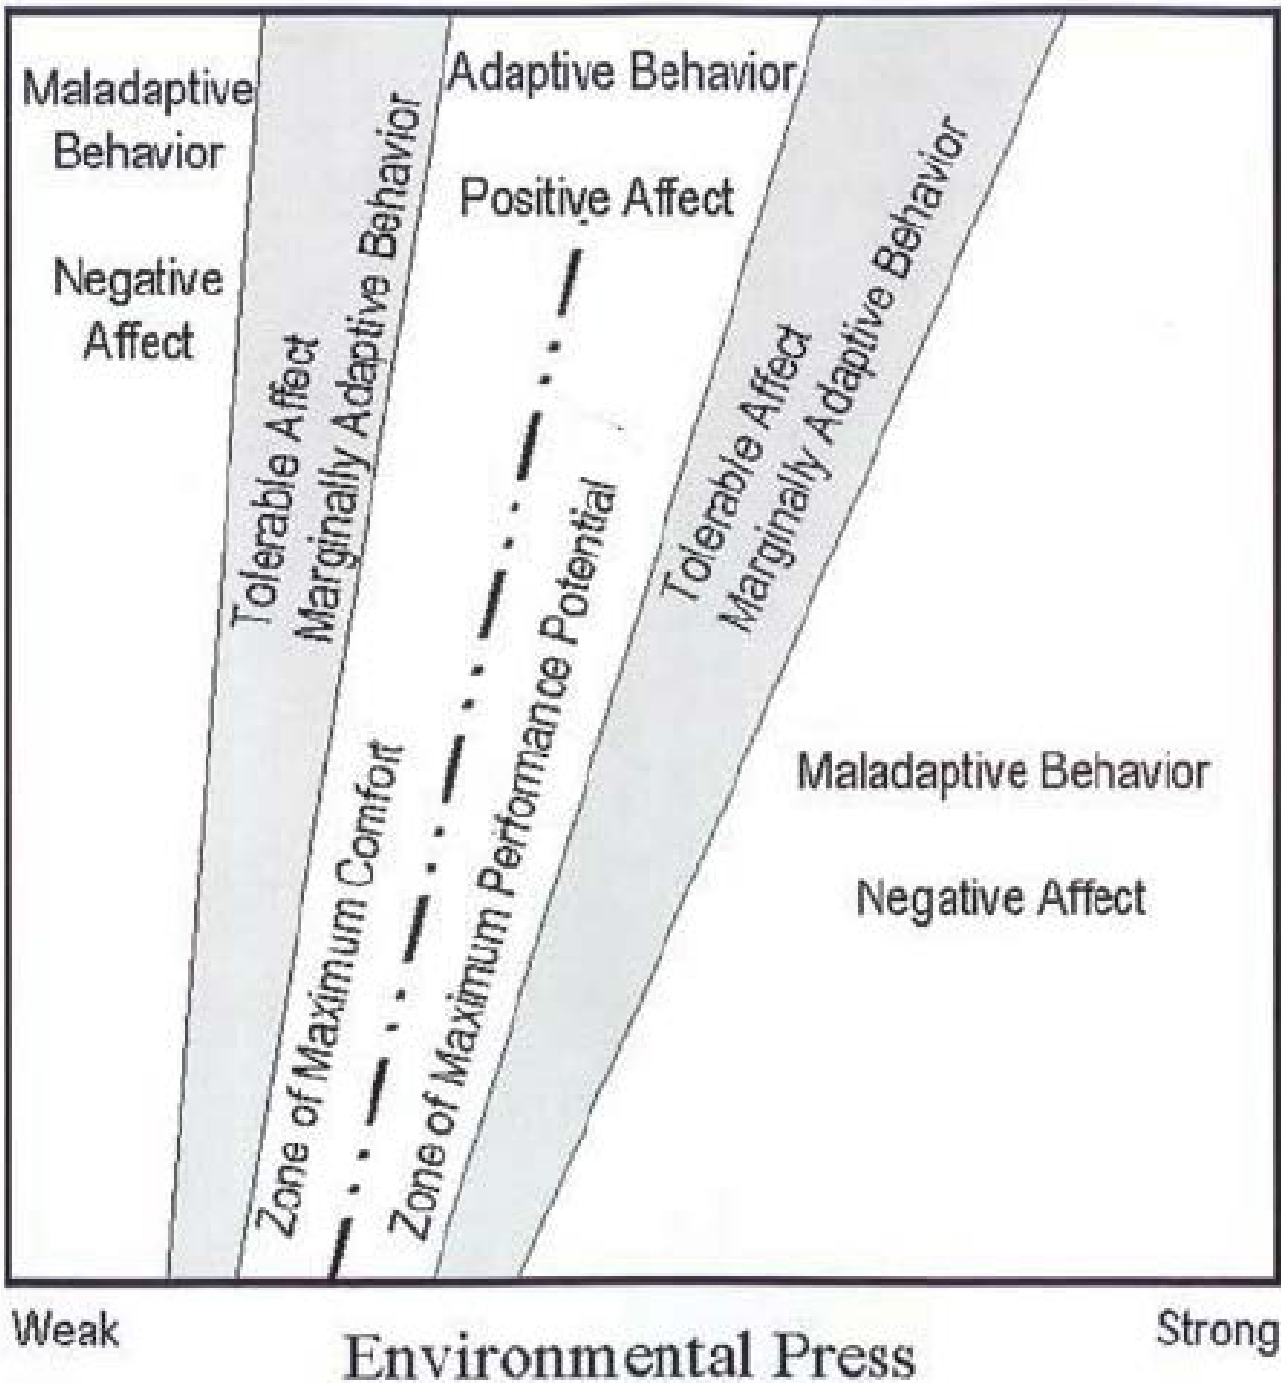 Maladaptive
Behavior
Negative
Affect
Tolerable Affect
Marginally Adaptive Behavior
Adaptive Behavior
Positive Affect
Zone of Maximum Comfort
Zone of Maximum Performance Potential
Tolerable Affect
Marginally Adaptive Behavior
Maladaptive Behavior
Negative Affect
Weak
Environmental Press
Strong